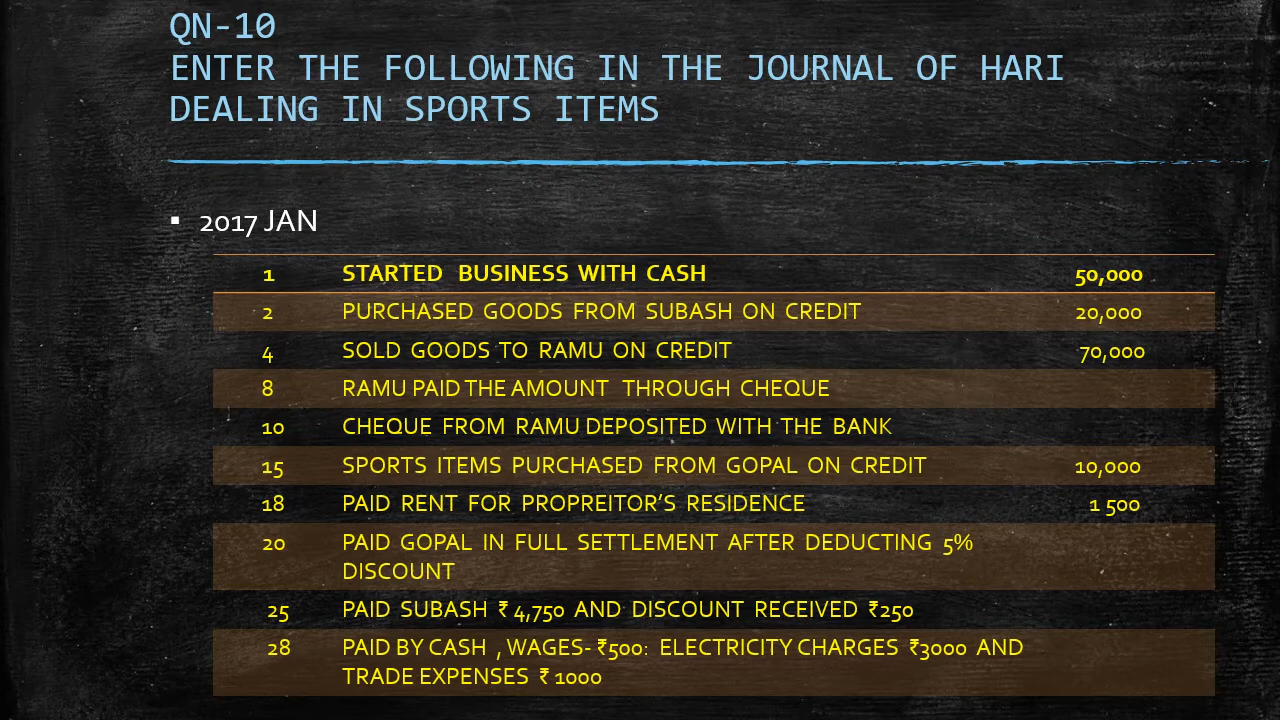 QN-10
ENTER THE FOLLOWING IN THE JOURNAL OF HARI
DEALING IN SPORTS ITEMS
▪ 2017 JAN
1 STARTED BUSINESS WITH CASH 50,000
2 PURCHASED GOODS FROM SUBASH ON CREDIT 20,000
4 SOLD GOODS TO RAMU ON CREDIT 70,000
8 RAMU PAID THE AMOUNT THROUGH CHEQUE
10 CHEQUE FROM RAMU DEPOSITED WITH THE BANK
15 SPORTS ITEMS PURCHASED FROM GOPAL ON CREDIT 10,000
18 PAID RENT FOR PROPREITOR’S RESIDENCE 1 500
20 PAID GOPAL IN FULL SETTLEMENT AFTER DEDUCTING 5%
DISCOUNT
25 PAID SUBASH ₹ 4,750 AND DISCOUNT RECEIVED ₹250
28 PAID BY CASH , WAGES- ₹500: ELECTRICITY CHARGES ₹3000 AND
TRADE EXPENSES ₹ 1000